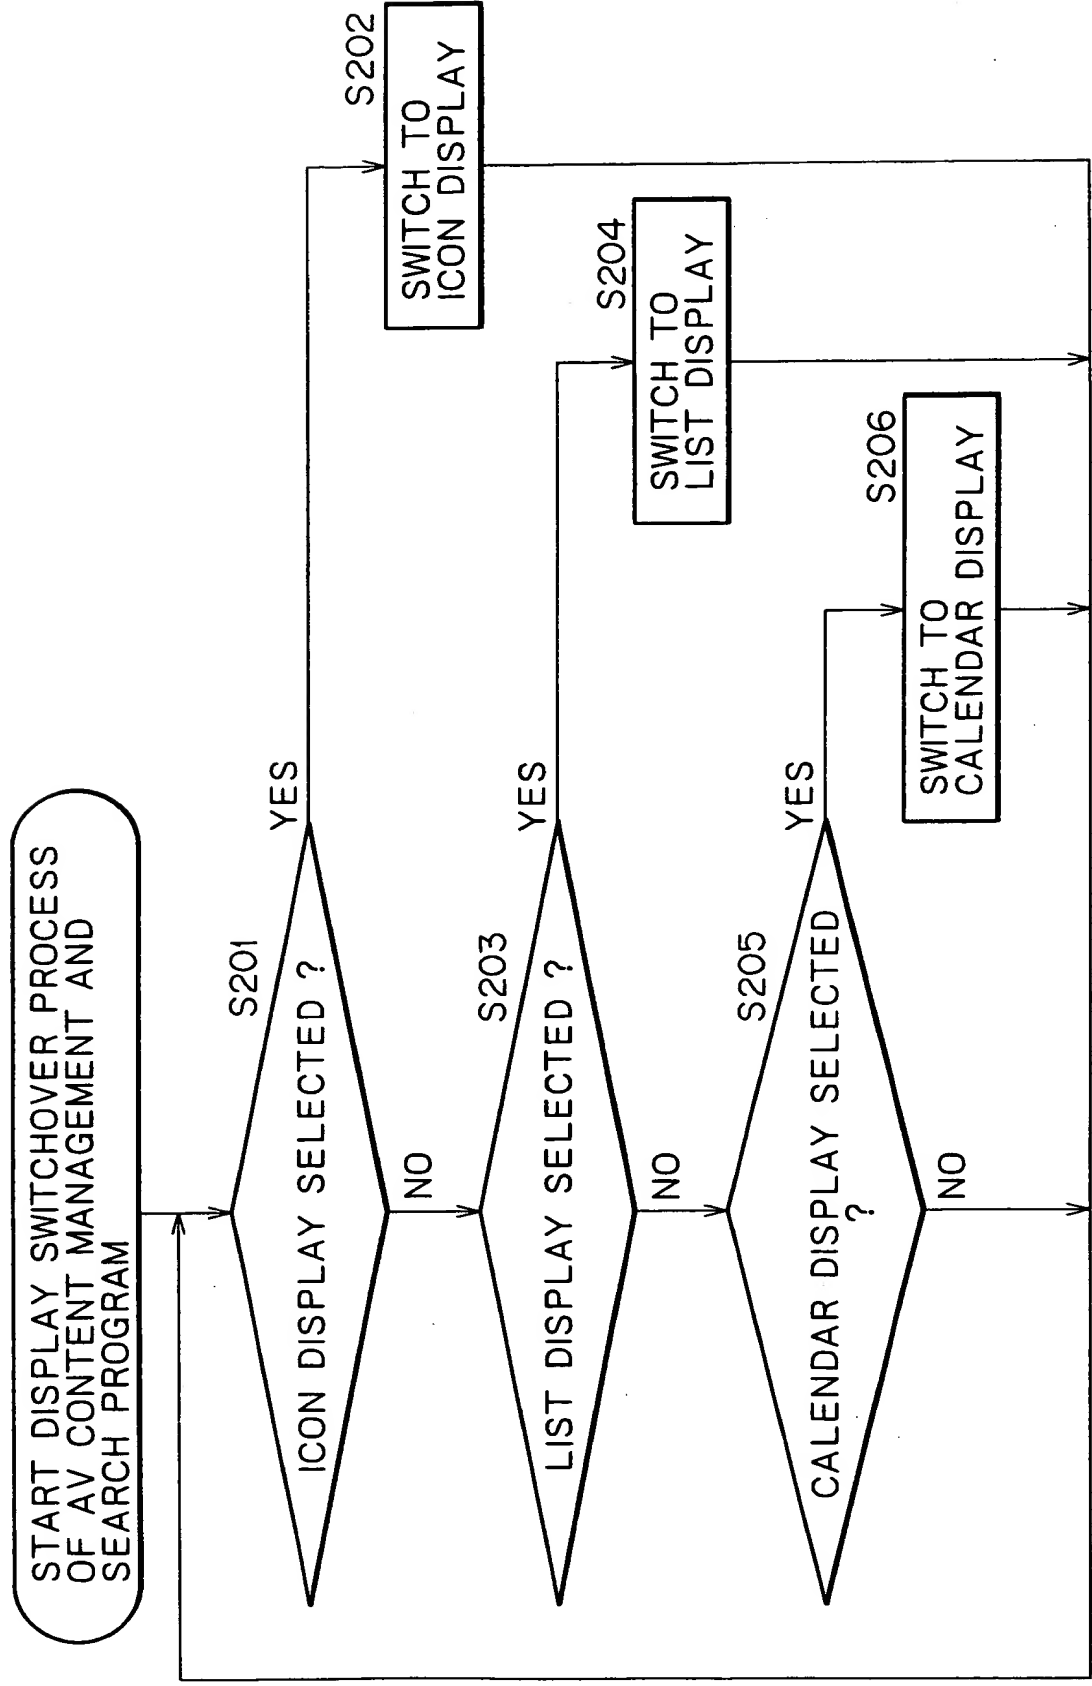 START DISPLAY SWITCHOVER PROCESS
OF AV CONTENT MANAGEMENT AND
SEARCH PROGRAM
S201
ICON DISPLAY SELECTED ?
YES
NO
S202
SWITCH TO
ICON DISPLAY
S203
LIST DISPLAY SELECTED ?
YES
NO
S204
SWITCH TO
LIST DISPLAY
S205
CALENDAR DISPLAY SELECTED
?
YES
NO
S206
SWITCH TO
CALENDAR DISPLAY